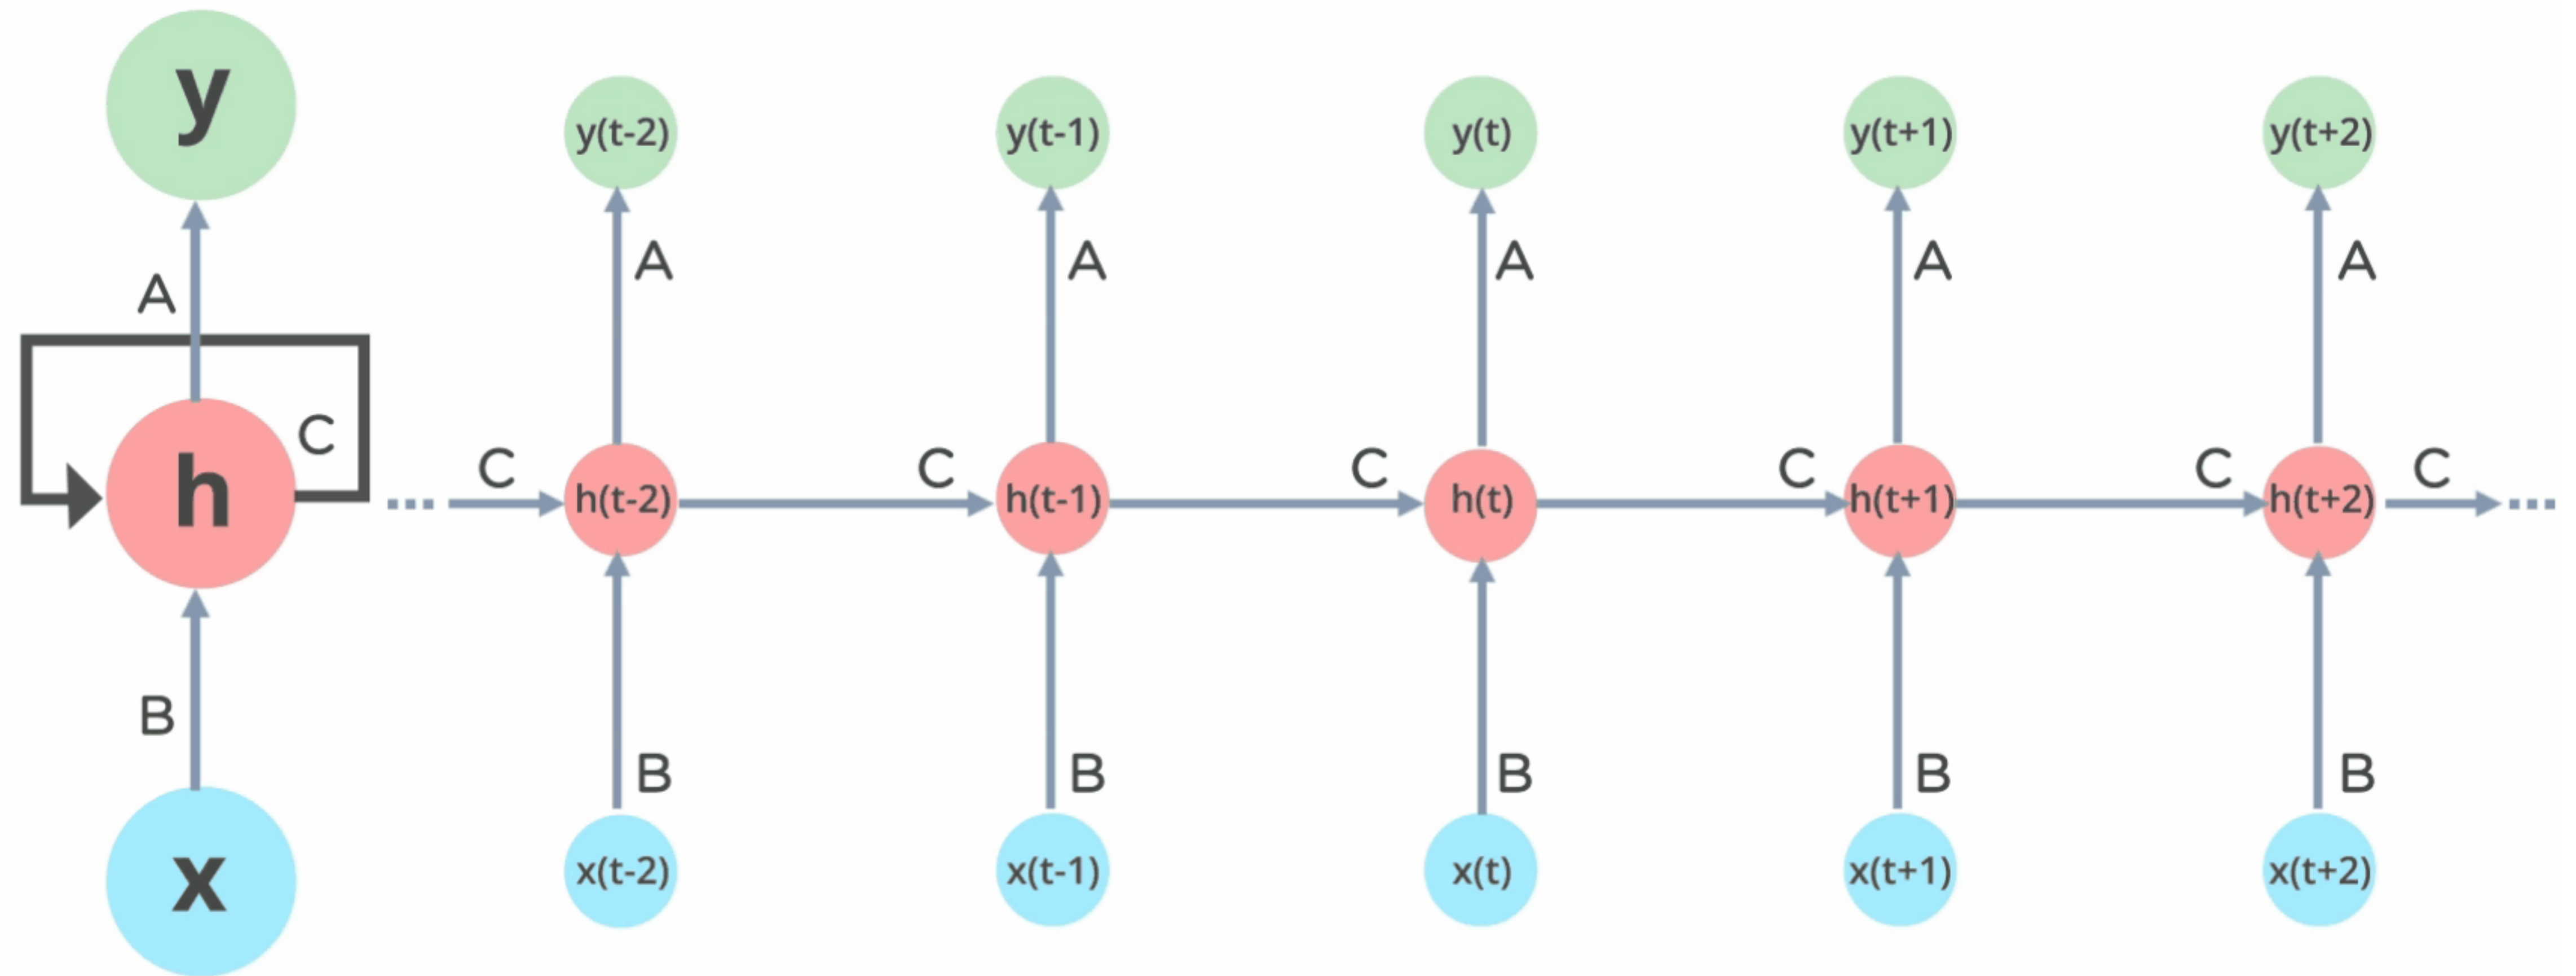 y
y(t-2) y(t-1) y(t) y(t+1) y(t+2)
A A A A A A
C C C C C C C
h h(t-2) h(t-1) h(t) h(t+1) h(t+2)
B B B B B B
x x(t-2) x(t-1) x(t) x(t+1) x(t+2)